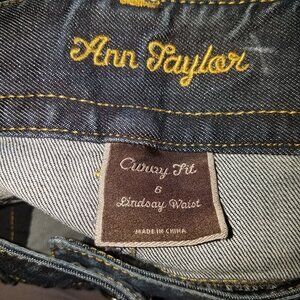 Ann Taylor
Curvy Fit
6
Lindsay Waist
MADE IN CHINA